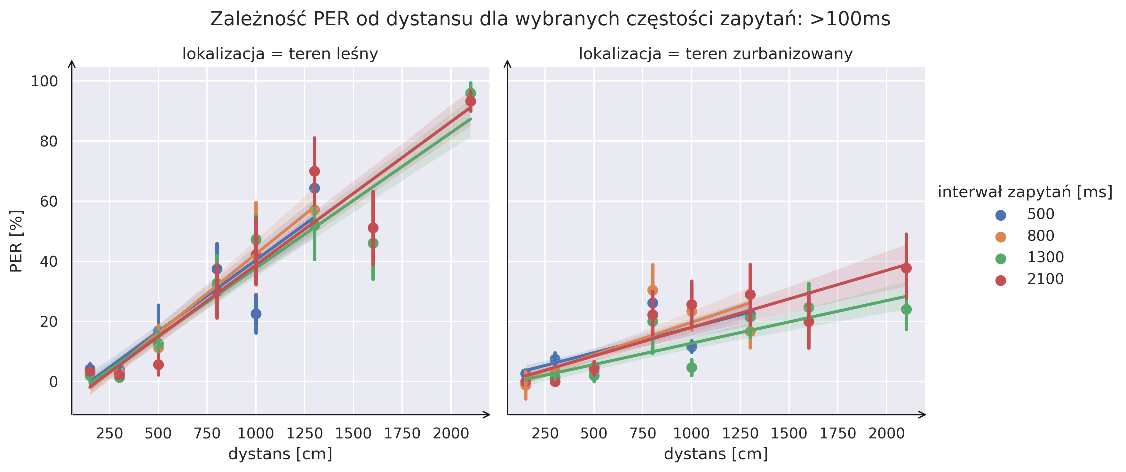 Zależność PER od dystansu dla wybranych częstości zapytań: >100ms
lokalizacja = teren leśny
lokalizacja = teren zurbanizowany
100
80
60
40
20
0
PER [%]
250 500 750 1000 1250 1500 1750 2000
dystans [cm]
250 500 750 1000 1250 1500 1750 2000
dystans [cm]
interwał zapytań [ms]
500
800
1300
2100